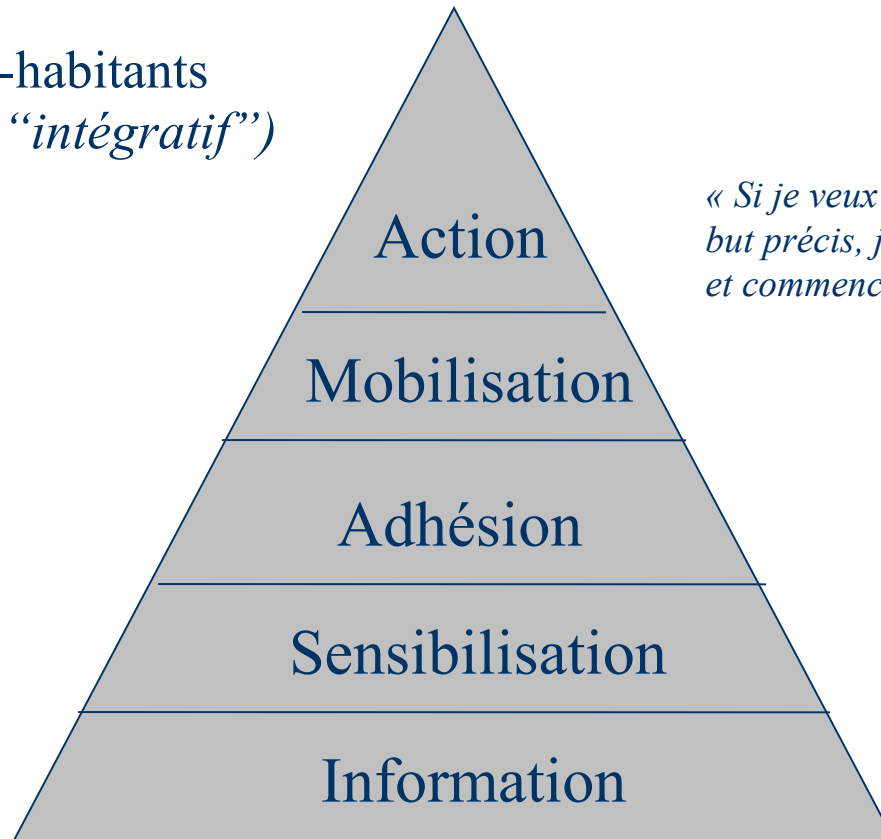 -habitants
“intégratif”)
« Si je veux
but précis, j
et commenc
Action
Mobilisation
Adhésion
Sensibilisation
Information